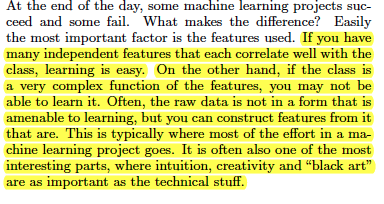 At the end of the day, some machine learning projects suc-
ceed and some fail. What makes the difference? Easily
the most important factor is the features used. If you have
many independent features that each correlate well with the
class, learning is easy. On the other hand, if the class is
a very complex function of the features, you may not be
able to learn it. Often, the raw data is not in a form that is
amenable to learning, but you can construct features from it
that are. This is typically where most of the effort in a ma-
chine learning project goes. It is often also one of the most
interesting parts, where intuition, creativity and “black art”
are as important as the technical stuff.